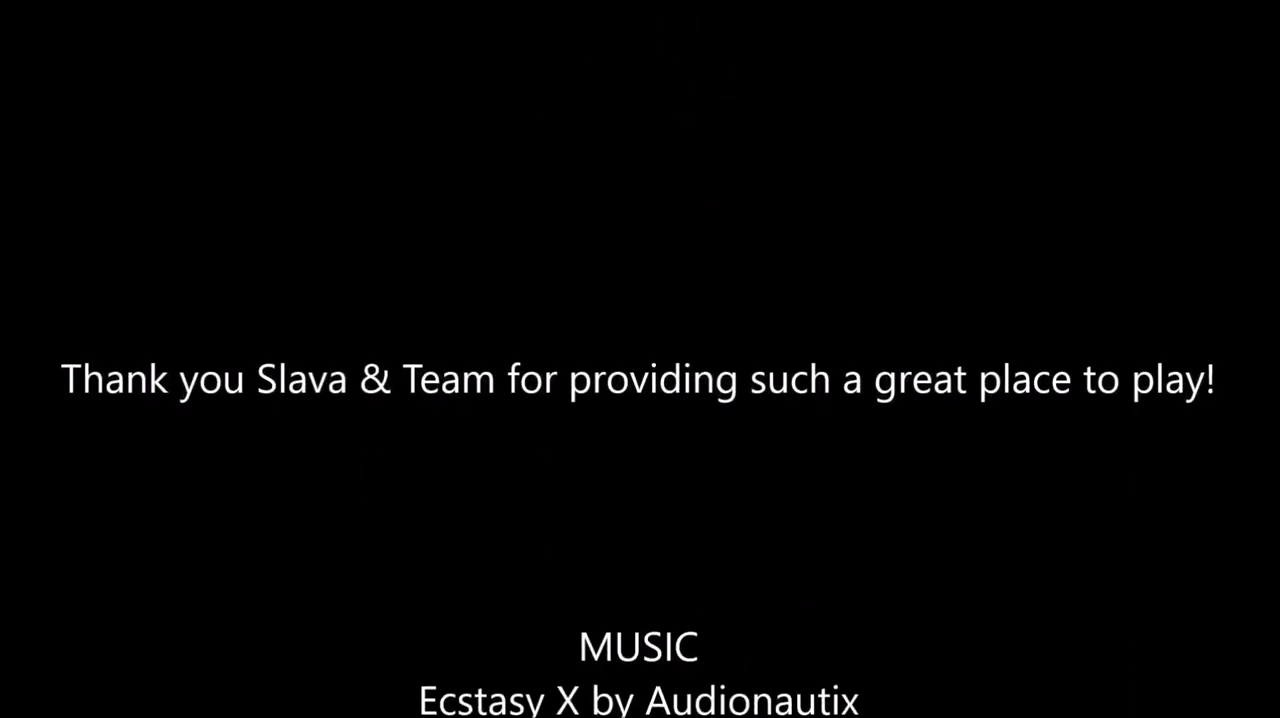 Thank you Slava & Team for providing such a great place to play!
MUSIC
Ecstasy X by Audionautix